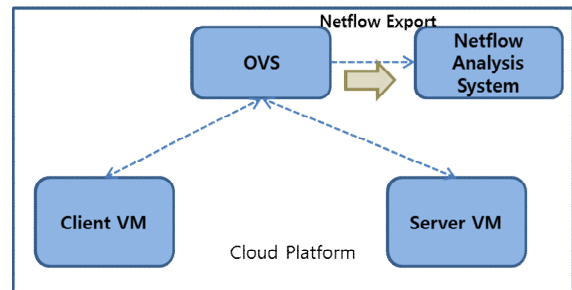 Netflow Export
OVS
Netflow
Analysis
System
Client VM
Server VM
Cloud Platform